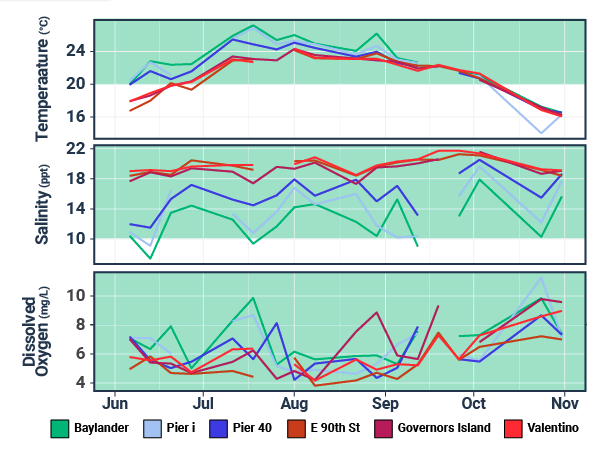 Temperaature (°C)
24
20
16
Salinity (ppt)
22
18
14
10
Dissolved
Oxygen (mg/L)
10
8
6
4
Jun Jul Aug Sep Oct Nov
Baylander Pier i Pier 40 E 90th St Governors Island Valentino